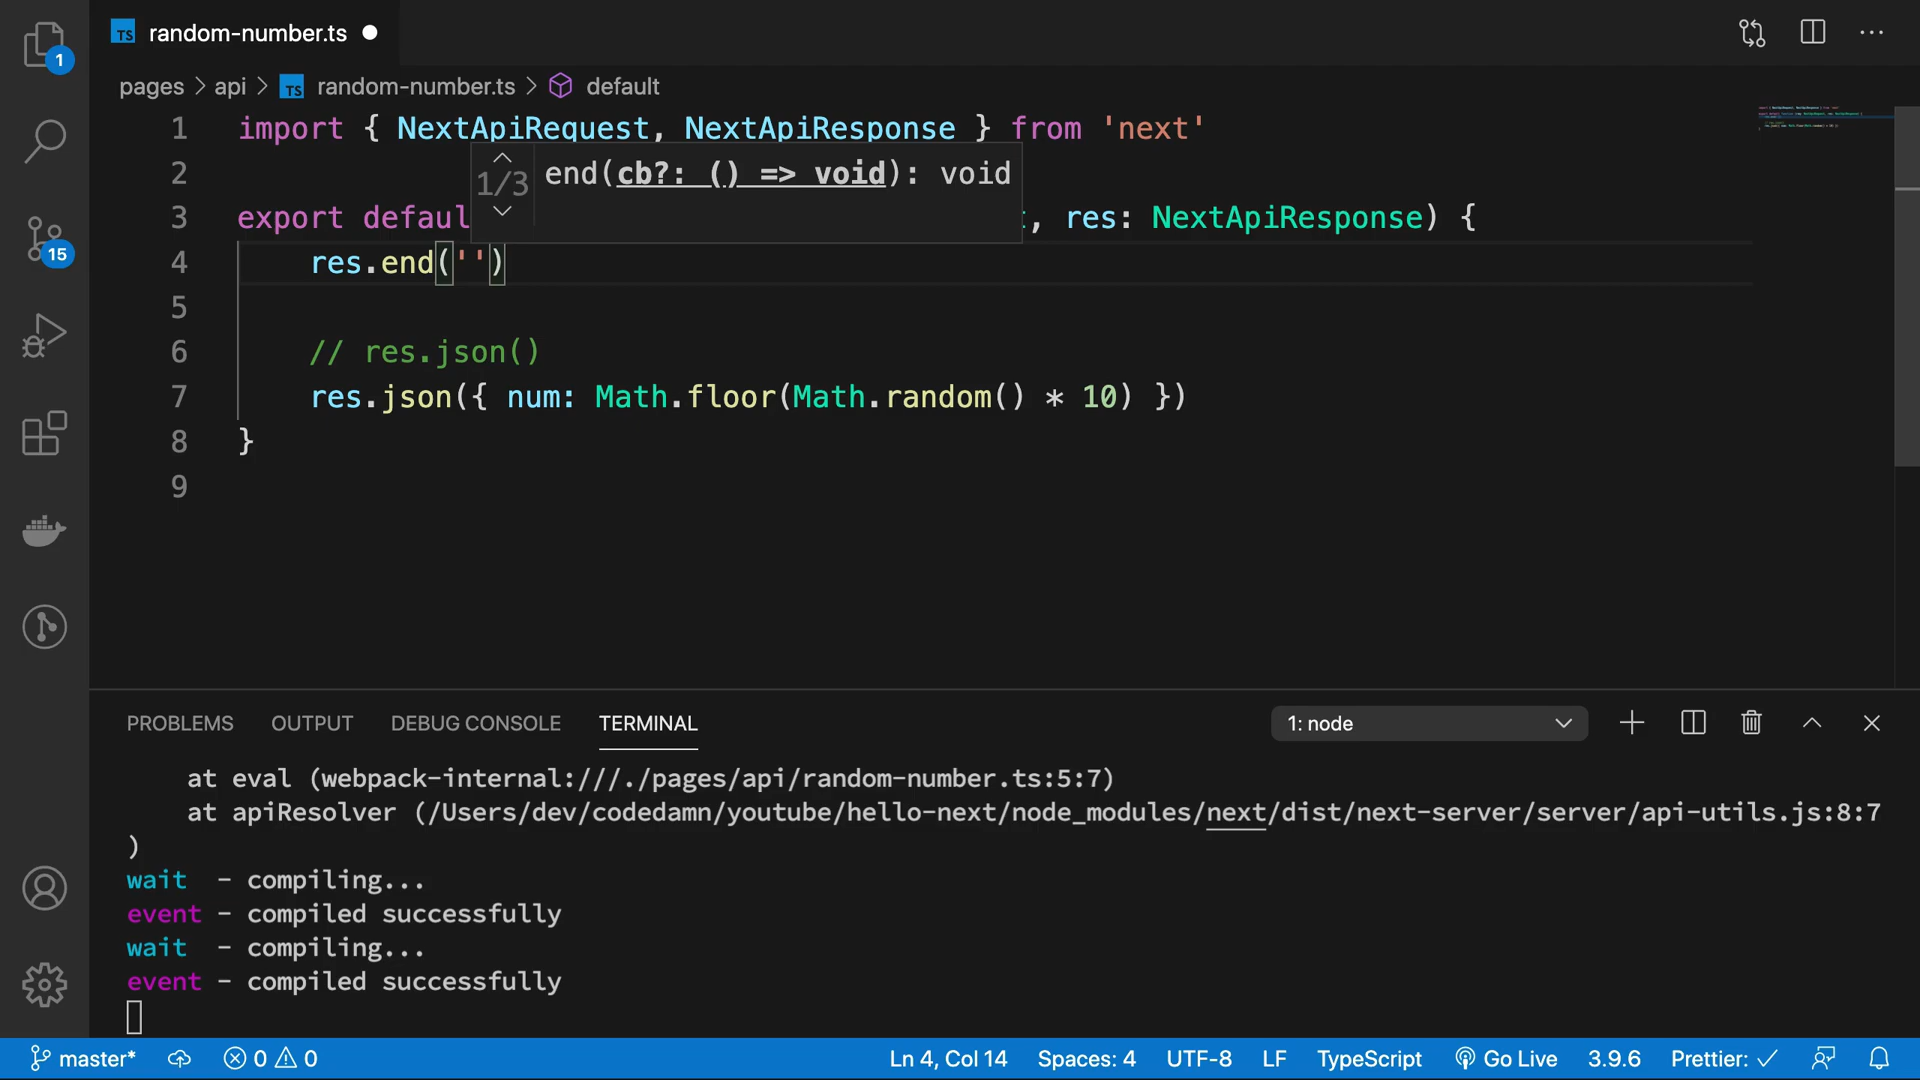 1
TS random-number.ts
pages > api > TS random-number.ts > default
1 import { NextApiRequest, NextApiResponse } from 'next'
2
1/3 end(cb?: () => void): void
3 export defaul t, res: NextApiResponse) {
4 res.end('')
5
6 // res.json()
7 res.json({ num: Math.floor(Math.random() * 10) })
8 }
9
15
PROBLEMS OUTPUT DEBUG CONSOLE TERMINAL 1: node
at eval (webpack-internal:///./pages/api/random-number.ts:5:7)
at apiResolver (/Users/dev/codedamn/youtube/hello-next/node_modules/next/dist/next-server/server/api-utils.js:8:7
)
wait - compiling...
event - compiled successfully
wait - compiling...
event - compiled successfully
master* 0 0 Ln 4, Col 14 Spaces: 4 UTF-8 LF TypeScript Go Live 3.9.6 Prettier: ✓